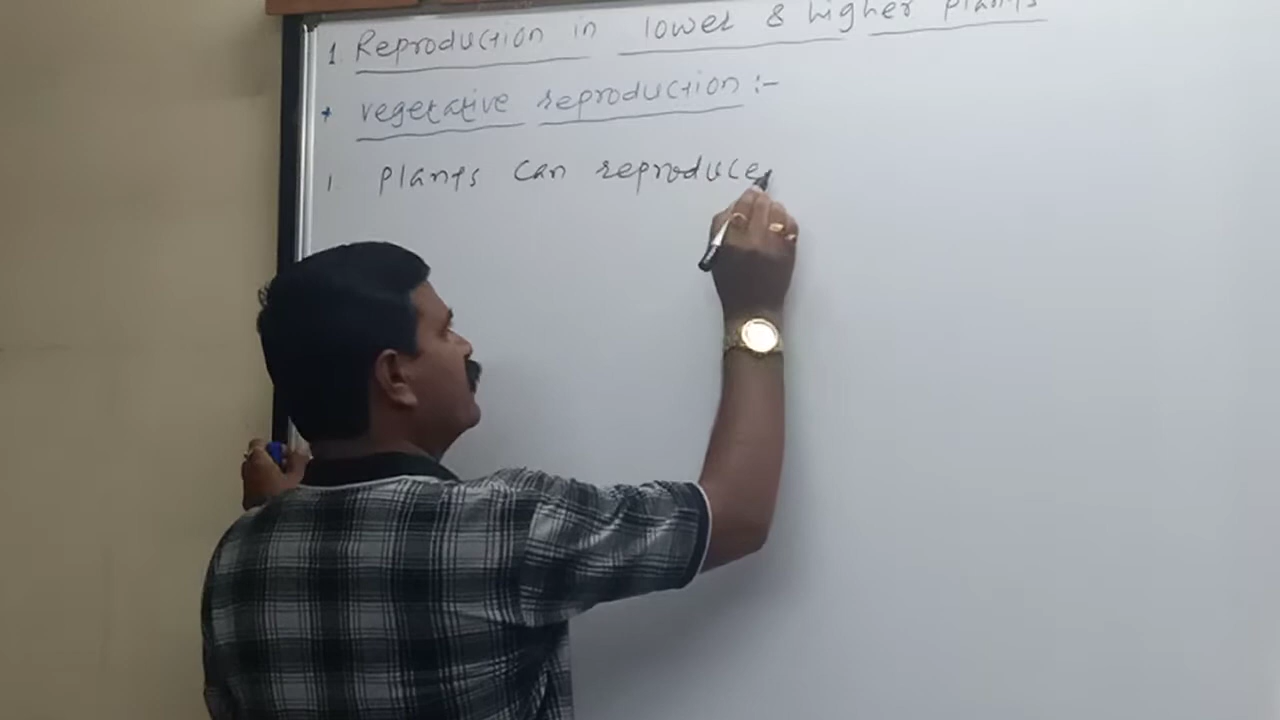 1. Reproduction in lower & higher plants
* vegetative reproduction :-
1. Plants can reproduce